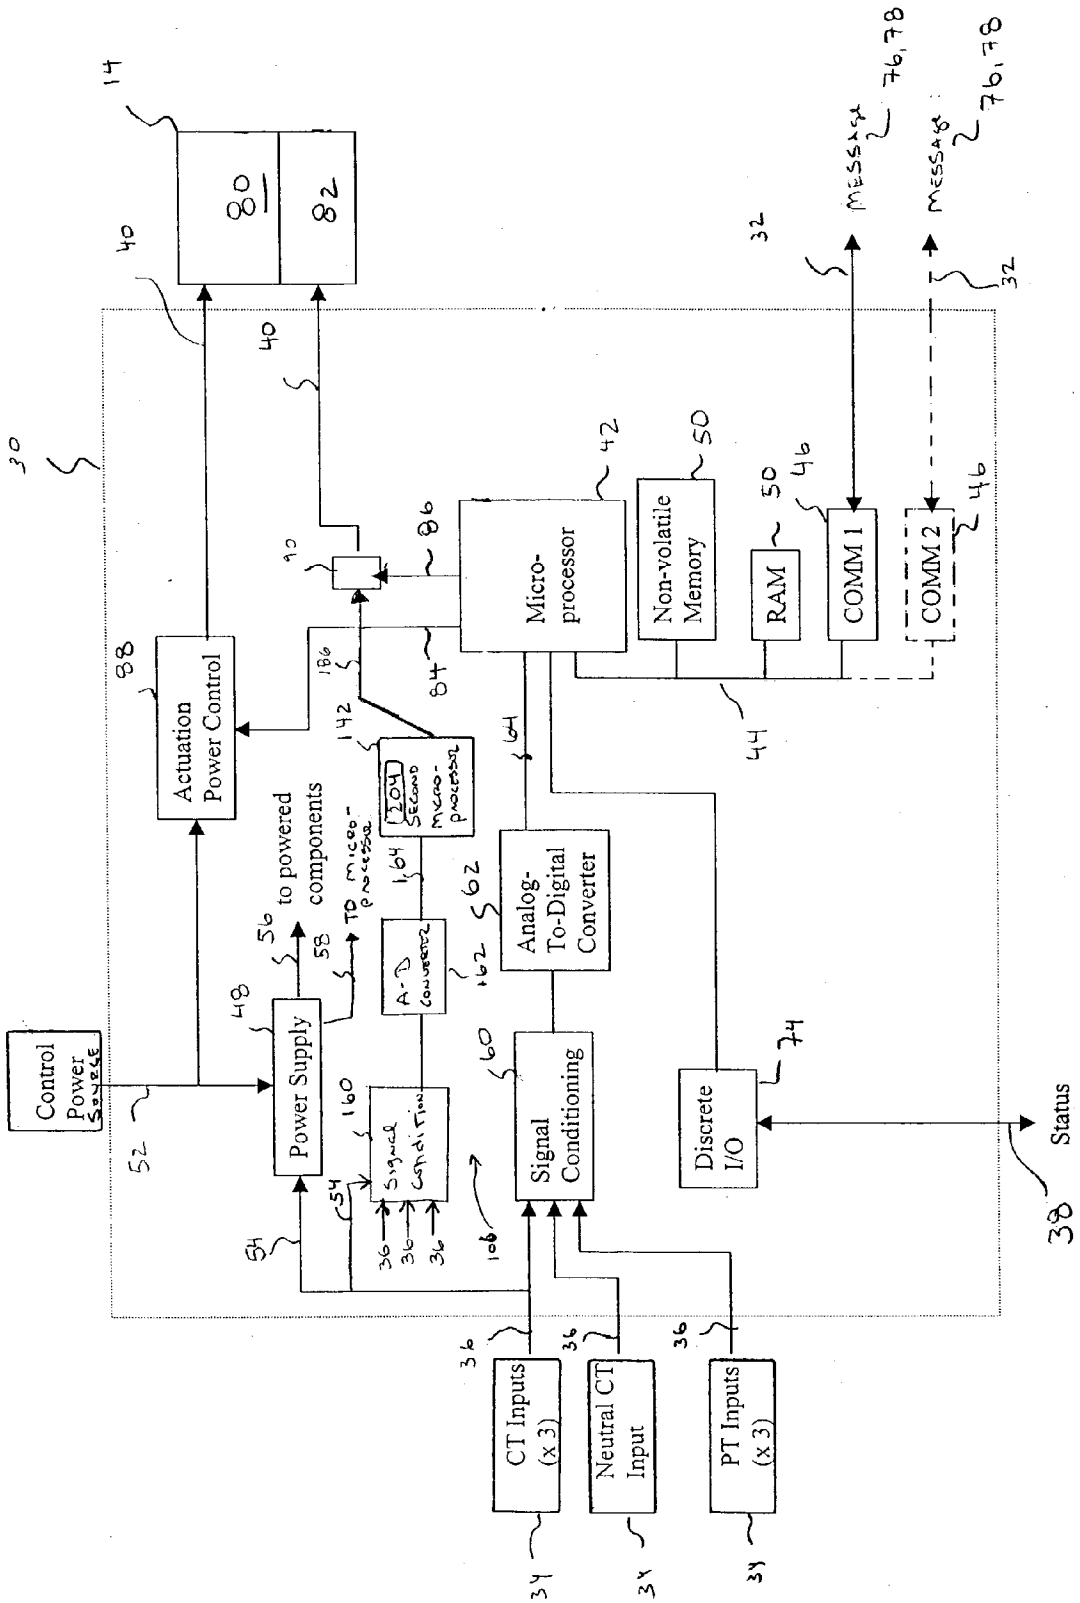 30
14
40
40
80
82
Control
Power
SOURCE
52
88
Actuation
Power Control
56
to powered
components
58
TO MICRO-
PROCESSOR
48
Power Supply
54
54
160
Signal
Condition
36
36
36
106
A-D
CONVERTOR
162
164
142
1204
SECOND
MICRO-
PROCESSOR
186
84
90
86
42
Micro-
processor
60
Signal
Conditioning
62
Analog-
To-Digital
Converter
64
50
Non-volatile
Memory
50
RAM
46
COMM 1
46
COMM 2
44
32
MESSAGE
76,78
32
MESSAGE
76,78
74
Discrete
I/O
38
Status
36
CT Inputs
(x 3)
34
36
Neutral CT
Input
34
36
PT Inputs
(x 3)
34